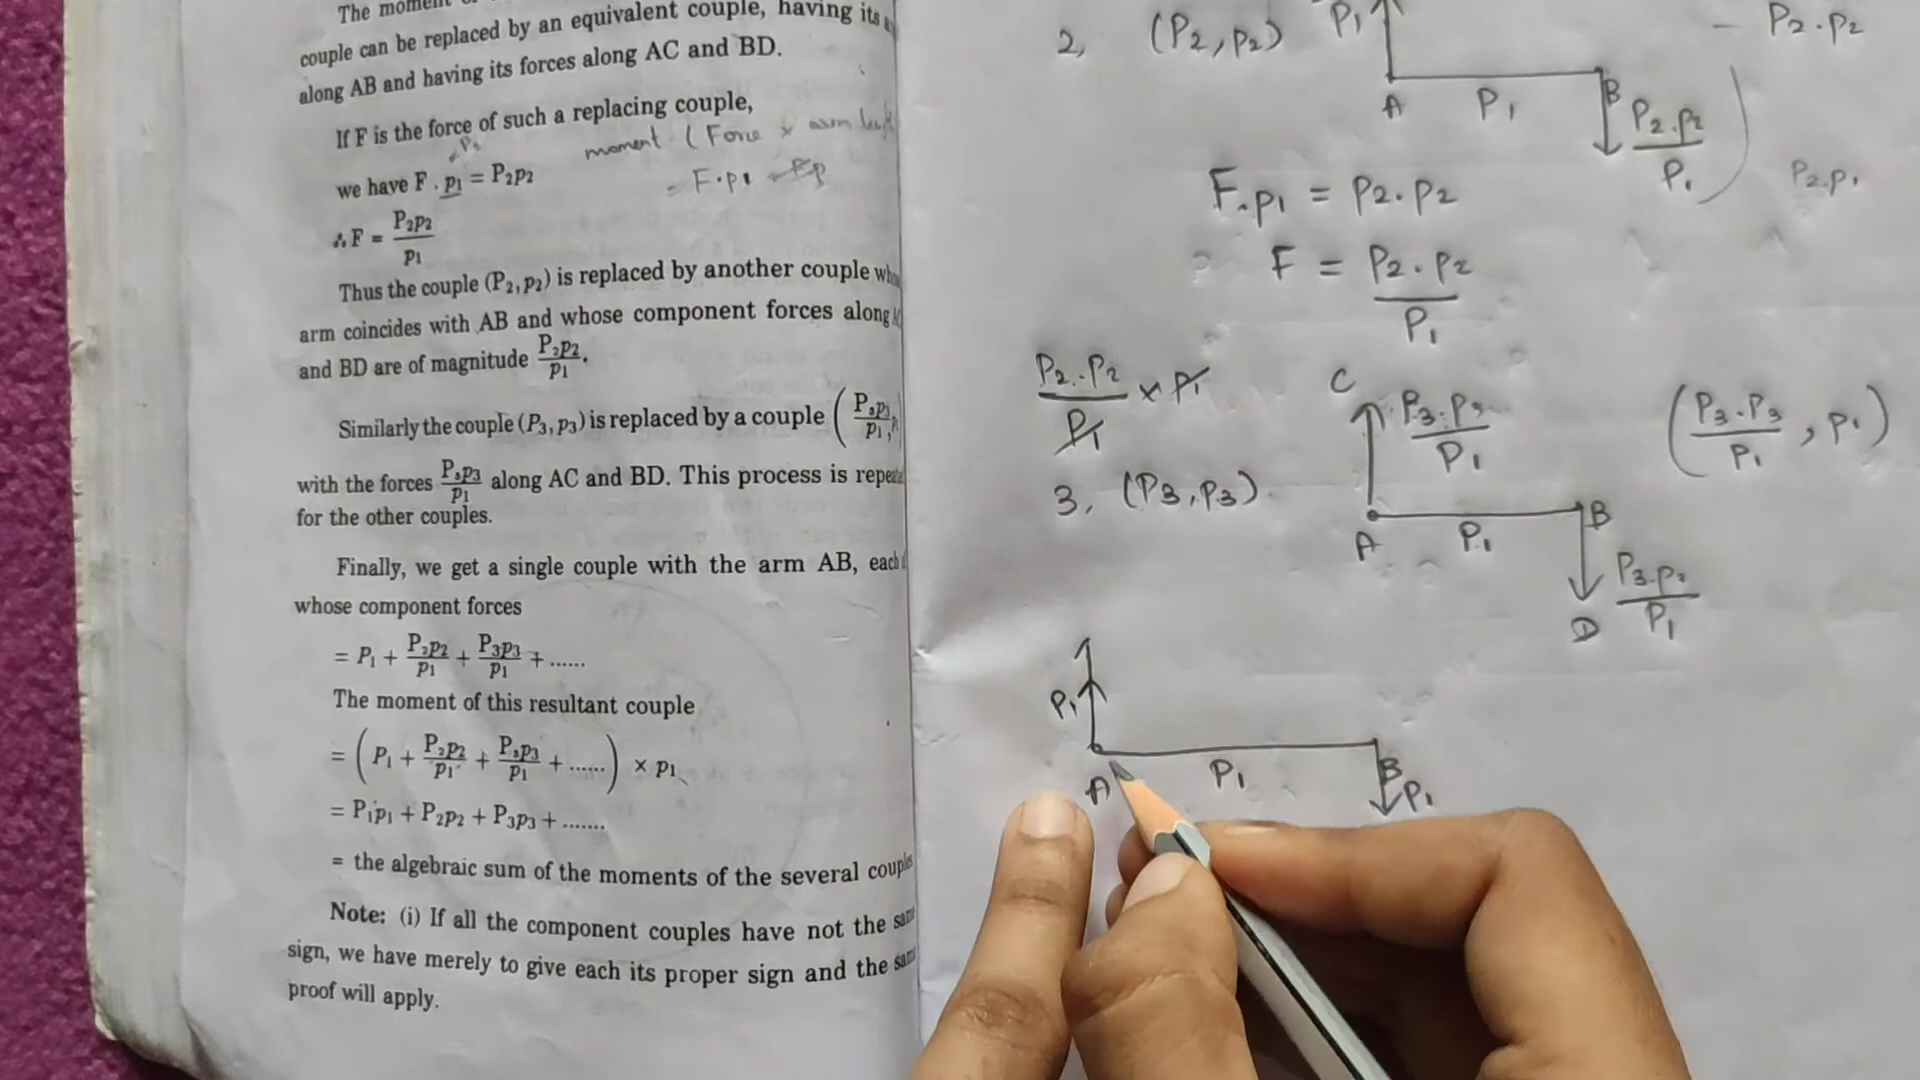 The moment
couple can be replaced by an equivalent couple, having its
along AB and having its forces along AC and BD.
If F is the force of such a replacing couple,
moment (Force × arm
we have F . p₁ = P₂p₂
= F.p₁
∴ F = P₂p₂/p₁
Thus the couple (P₂, p₂) is replaced by another couple
arm coincides with AB and whose component forces along
and BD are of magnitude P₂p₂/p₁.
Similarly the couple (P₃, p₃) is replaced by a couple (P₃p₃/p₁,
with the forces P₃p₃/p₁ along AC and BD. This process is
for the other couples.
Finally, we get a single couple with the arm AB, each
whose component forces
= P₁ + P₂p₂/p₁ + P₃p₃/p₁ + ......
The moment of this resultant couple
= (P₁ + P₂p₂/p₁ + P₃p₃/p₁ + ......) × p₁
= P₁p₁ + P₂p₂ + P₃p₃ + .......
= the algebraic sum of the moments of the several
Note: (i) If all the component couples have not the
sign, we have merely to give each its proper sign and the
proof will apply.
2, (P₂, p₂) P₁
P₂.p₂
A P₁ B P₂.p₂/P₁
P₂.p₁
F.p₁ = P₂.p₂
F = P₂.p₂/P₁
P₂.p₂/P₁ × P₁
C P₃.p₃/P₁
(P₃.P₃/P₁, p₁)
3, (P₃, p₃)
A P₁ B
D P₃.p₃/P₁
P₁
A P₁ B
P₁